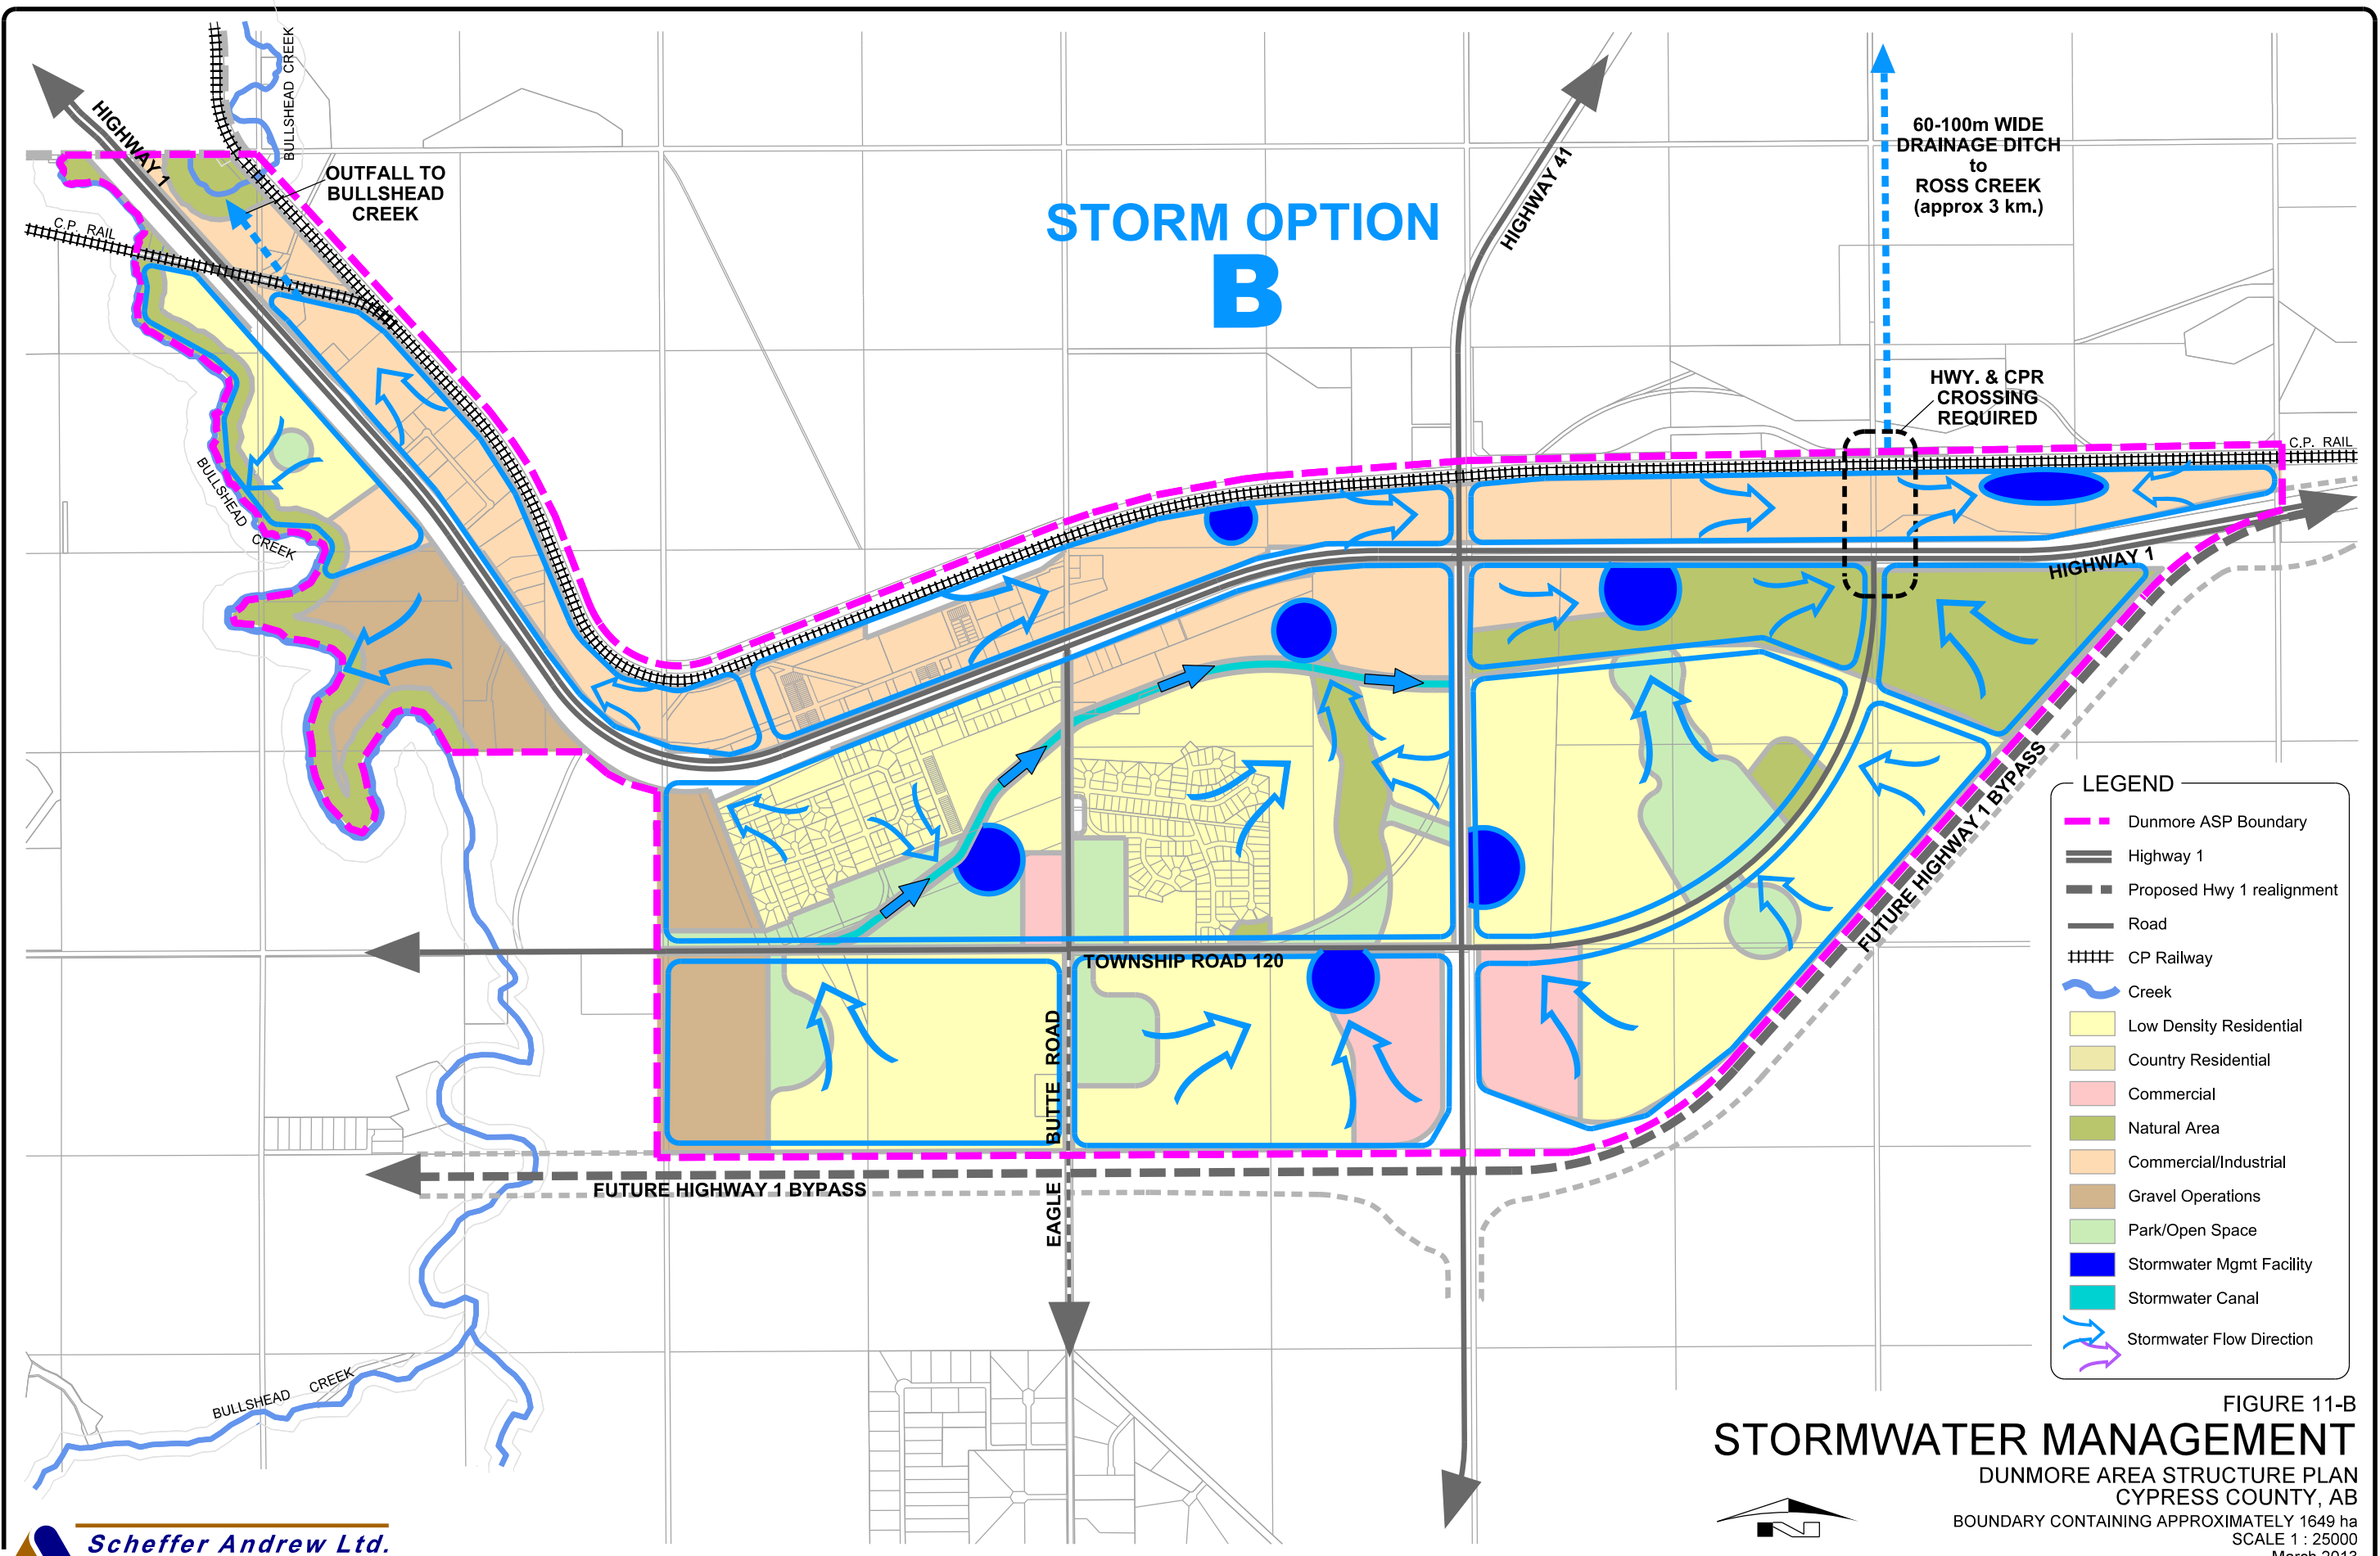 BULLSHEAD CREEK
HIGHWAY 1
OUTFALL TO
BULLSHEAD
CREEK
C.P. RAIL
STORM OPTION
B
HIGHWAY 41
60-100m WIDE
DRAINAGE DITCH
to
ROSS CREEK
(approx 3 km.)
HWY. & CPR
CROSSING
REQUIRED
C.P. RAIL
BULLSHEAD
CREEK
HIGHWAY 1
FUTURE HIGHWAY 1 BYPASS
TOWNSHIP ROAD 120
EAGLE BUTTE ROAD
FUTURE HIGHWAY 1 BYPASS
BULLSHEAD CREEK
LEGEND
Dunmore ASP Boundary
Highway 1
Proposed Hwy 1 realignment
Road
CP Railway
Creek
Low Density Residential
Country Residential
Commercial
Natural Area
Commercial/Industrial
Gravel Operations
Park/Open Space
Stormwater Mgmt Facility
Stormwater Canal
Stormwater Flow Direction
FIGURE 11-B
STORMWATER MANAGEMENT
DUNMORE AREA STRUCTURE PLAN
CYPRESS COUNTY, AB
BOUNDARY CONTAINING APPROXIMATELY 1649 ha
SCALE 1 : 25000
March 2013
N
Scheffer Andrew Ltd.